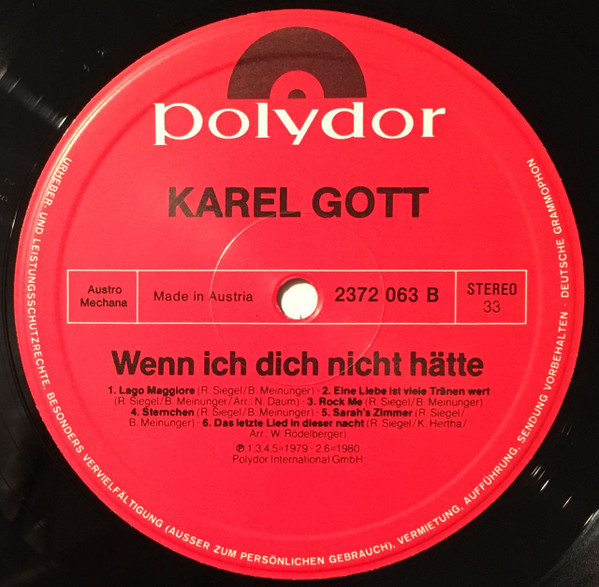 polydor
KAREL GOTT
Austro
Mechana
Made in Austria
2372 063 B
STEREO
33
Wenn ich dich nicht hätte
1. Lago Maggiore (R. Siegel/B. Meinunger) · 2. Eine Liebe ist viele Tränen wert
(R. Siegel/B. Meinunger/Arr.: N. Daum) · 3. Rock Me (R. Siegel/B. Meinunger)
4. Sternchen (R. Siegel/B. Meinunger) · 5. Sarah's Zimmer (R. Siegel/
B. Meinunger) · 6. Das letzte Lied in dieser nacht (R. Siegel/K. Hertha/
Arr.: W. Rödelberger)
℗ 1.3.4.5=1979 · 2.6=1980
Polydor International GmbH
URHEBER- UND LEISTUNGSSCHUTZRECHTE, BESONDERS VERVIELFÄLTIGUNG (AUSSER ZUM PERSÖNLICHEN GEBRAUCH), VERMIETUNG, AUFFÜHRUNG, SENDUNG VORBEHALTEN · DEUTSCHE GRAMMOPHON